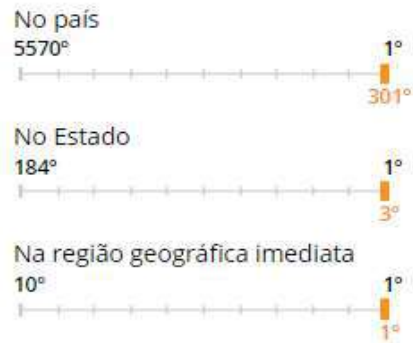 No país
5570º 1º
301º
No Estado
184º 1º
3º
Na região geográfica imediata
10º 1º
1º